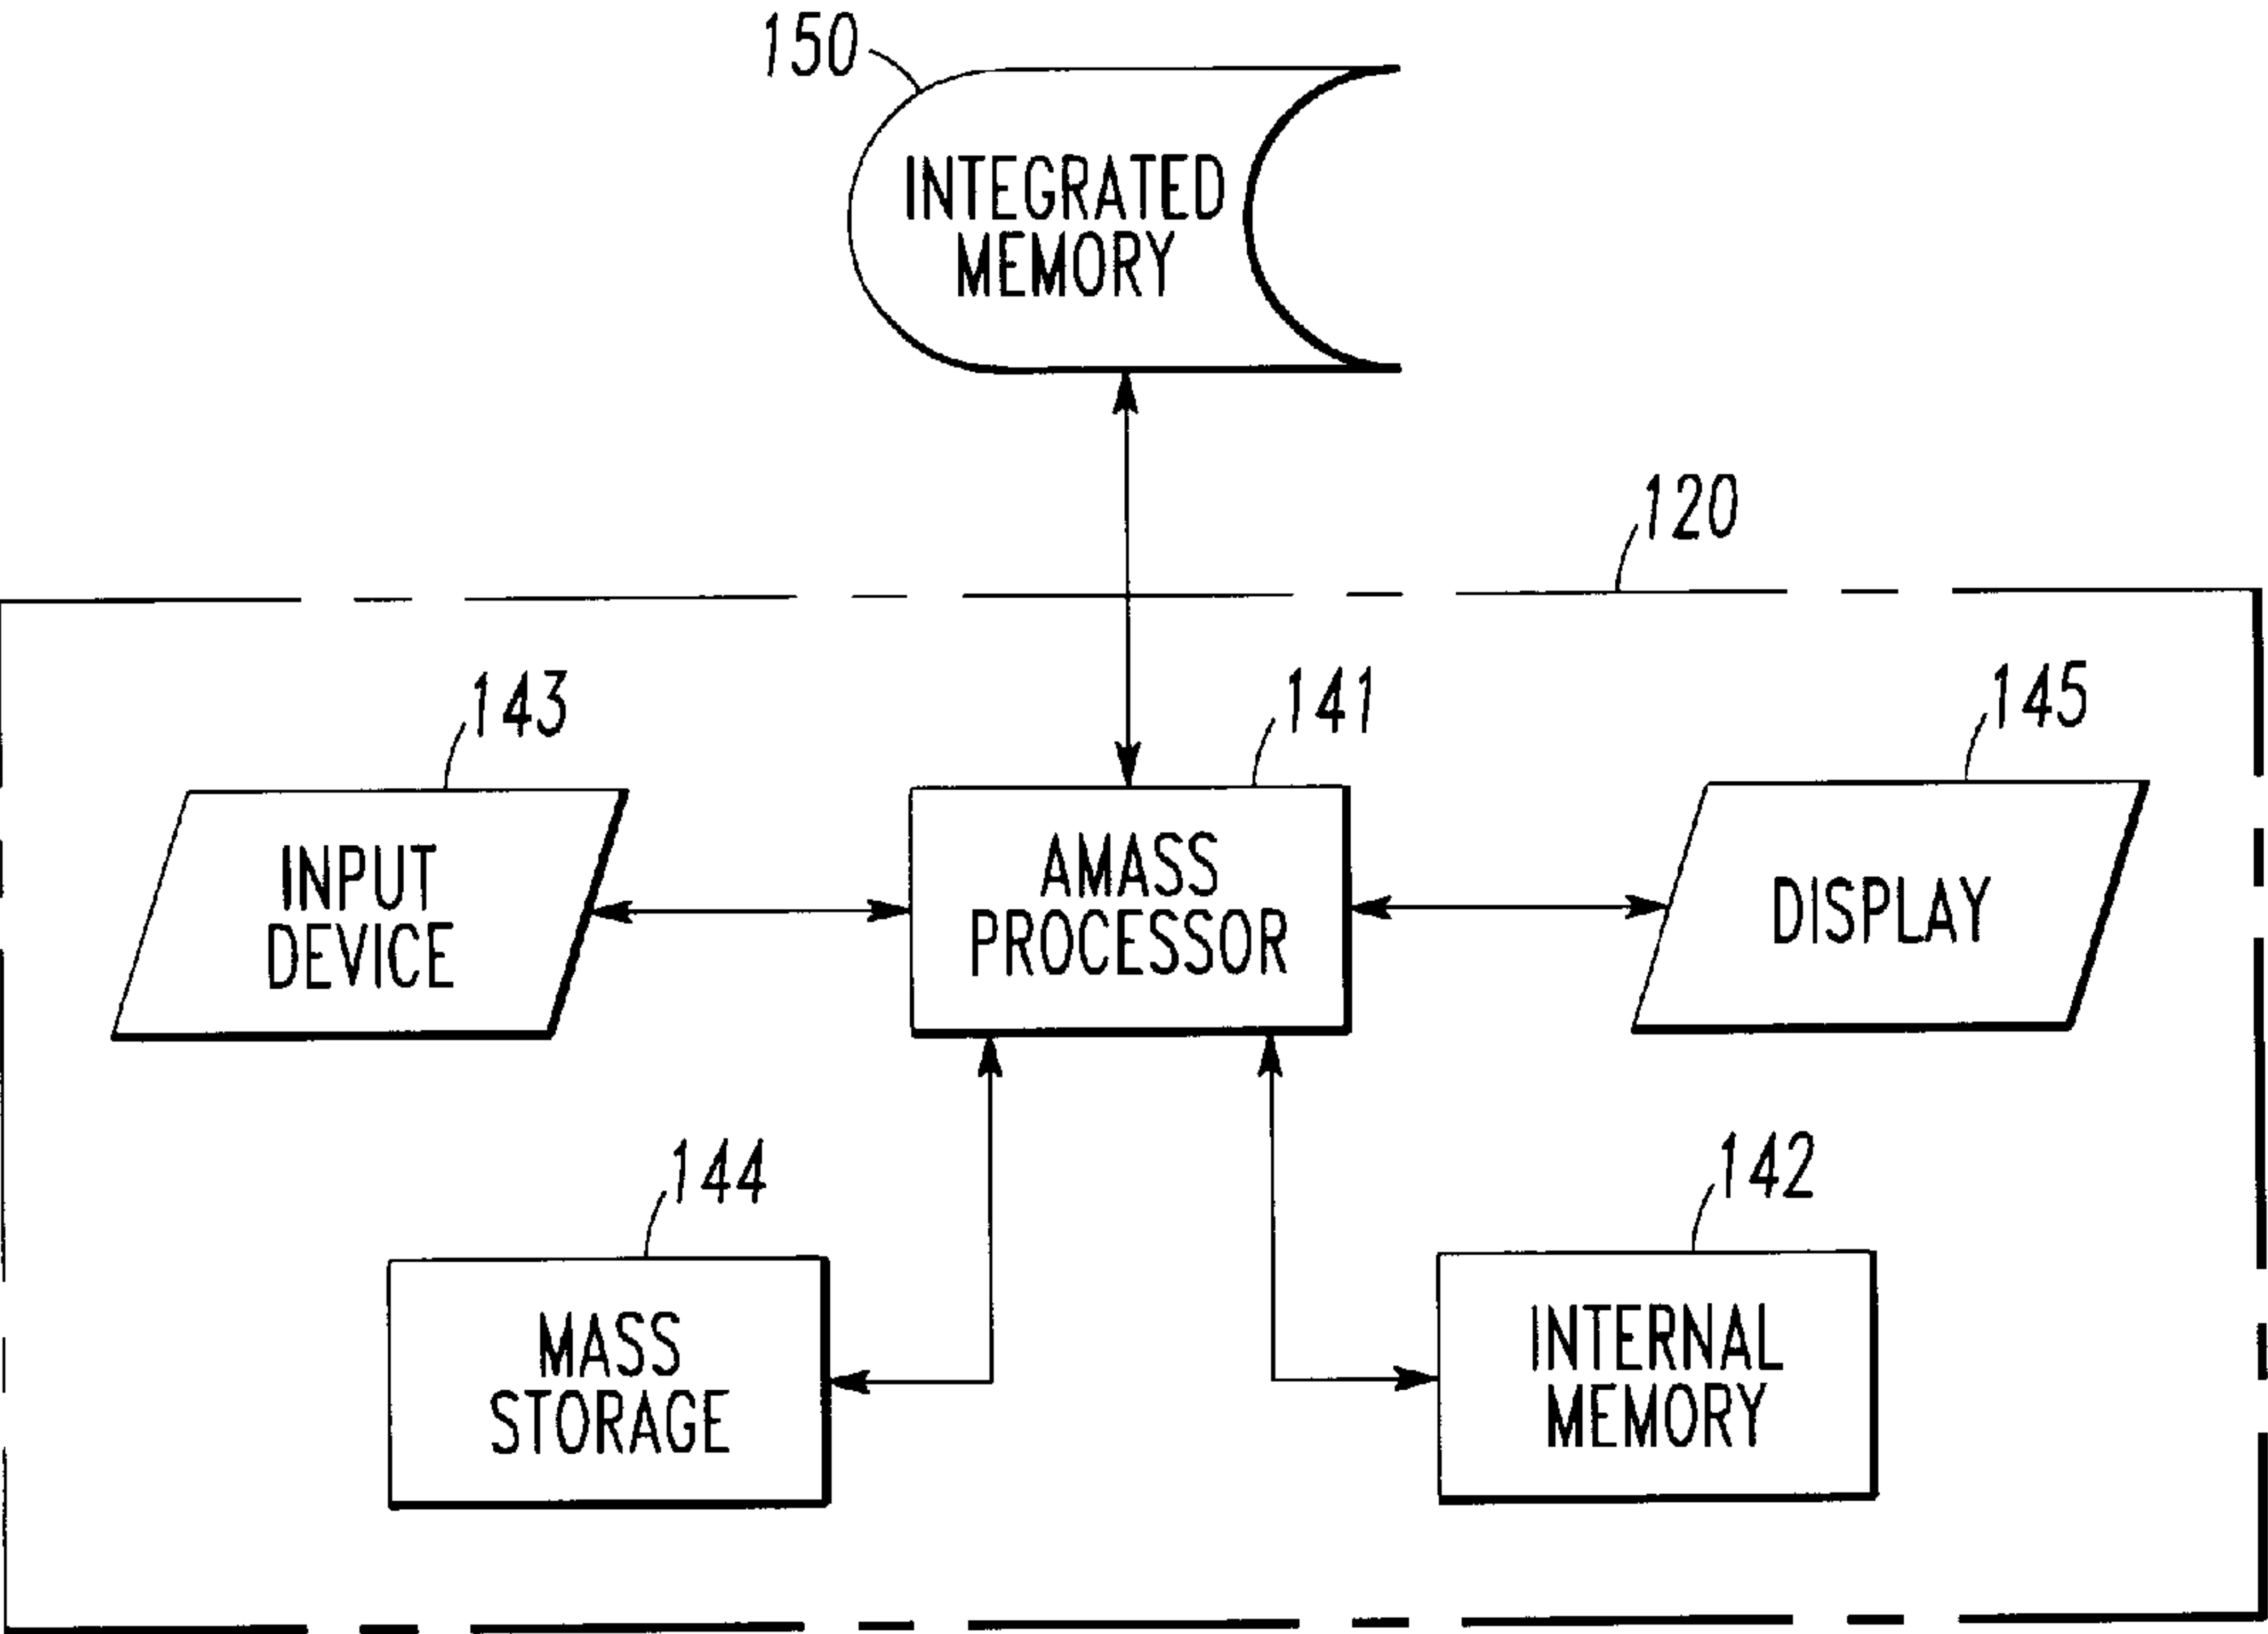 150
INTEGRATED
MEMORY
120
143
141
145
INPUT
DEVICE
AMASS
PROCESSOR
DISPLAY
144
142
MASS
STORAGE
INTERNAL
MEMORY